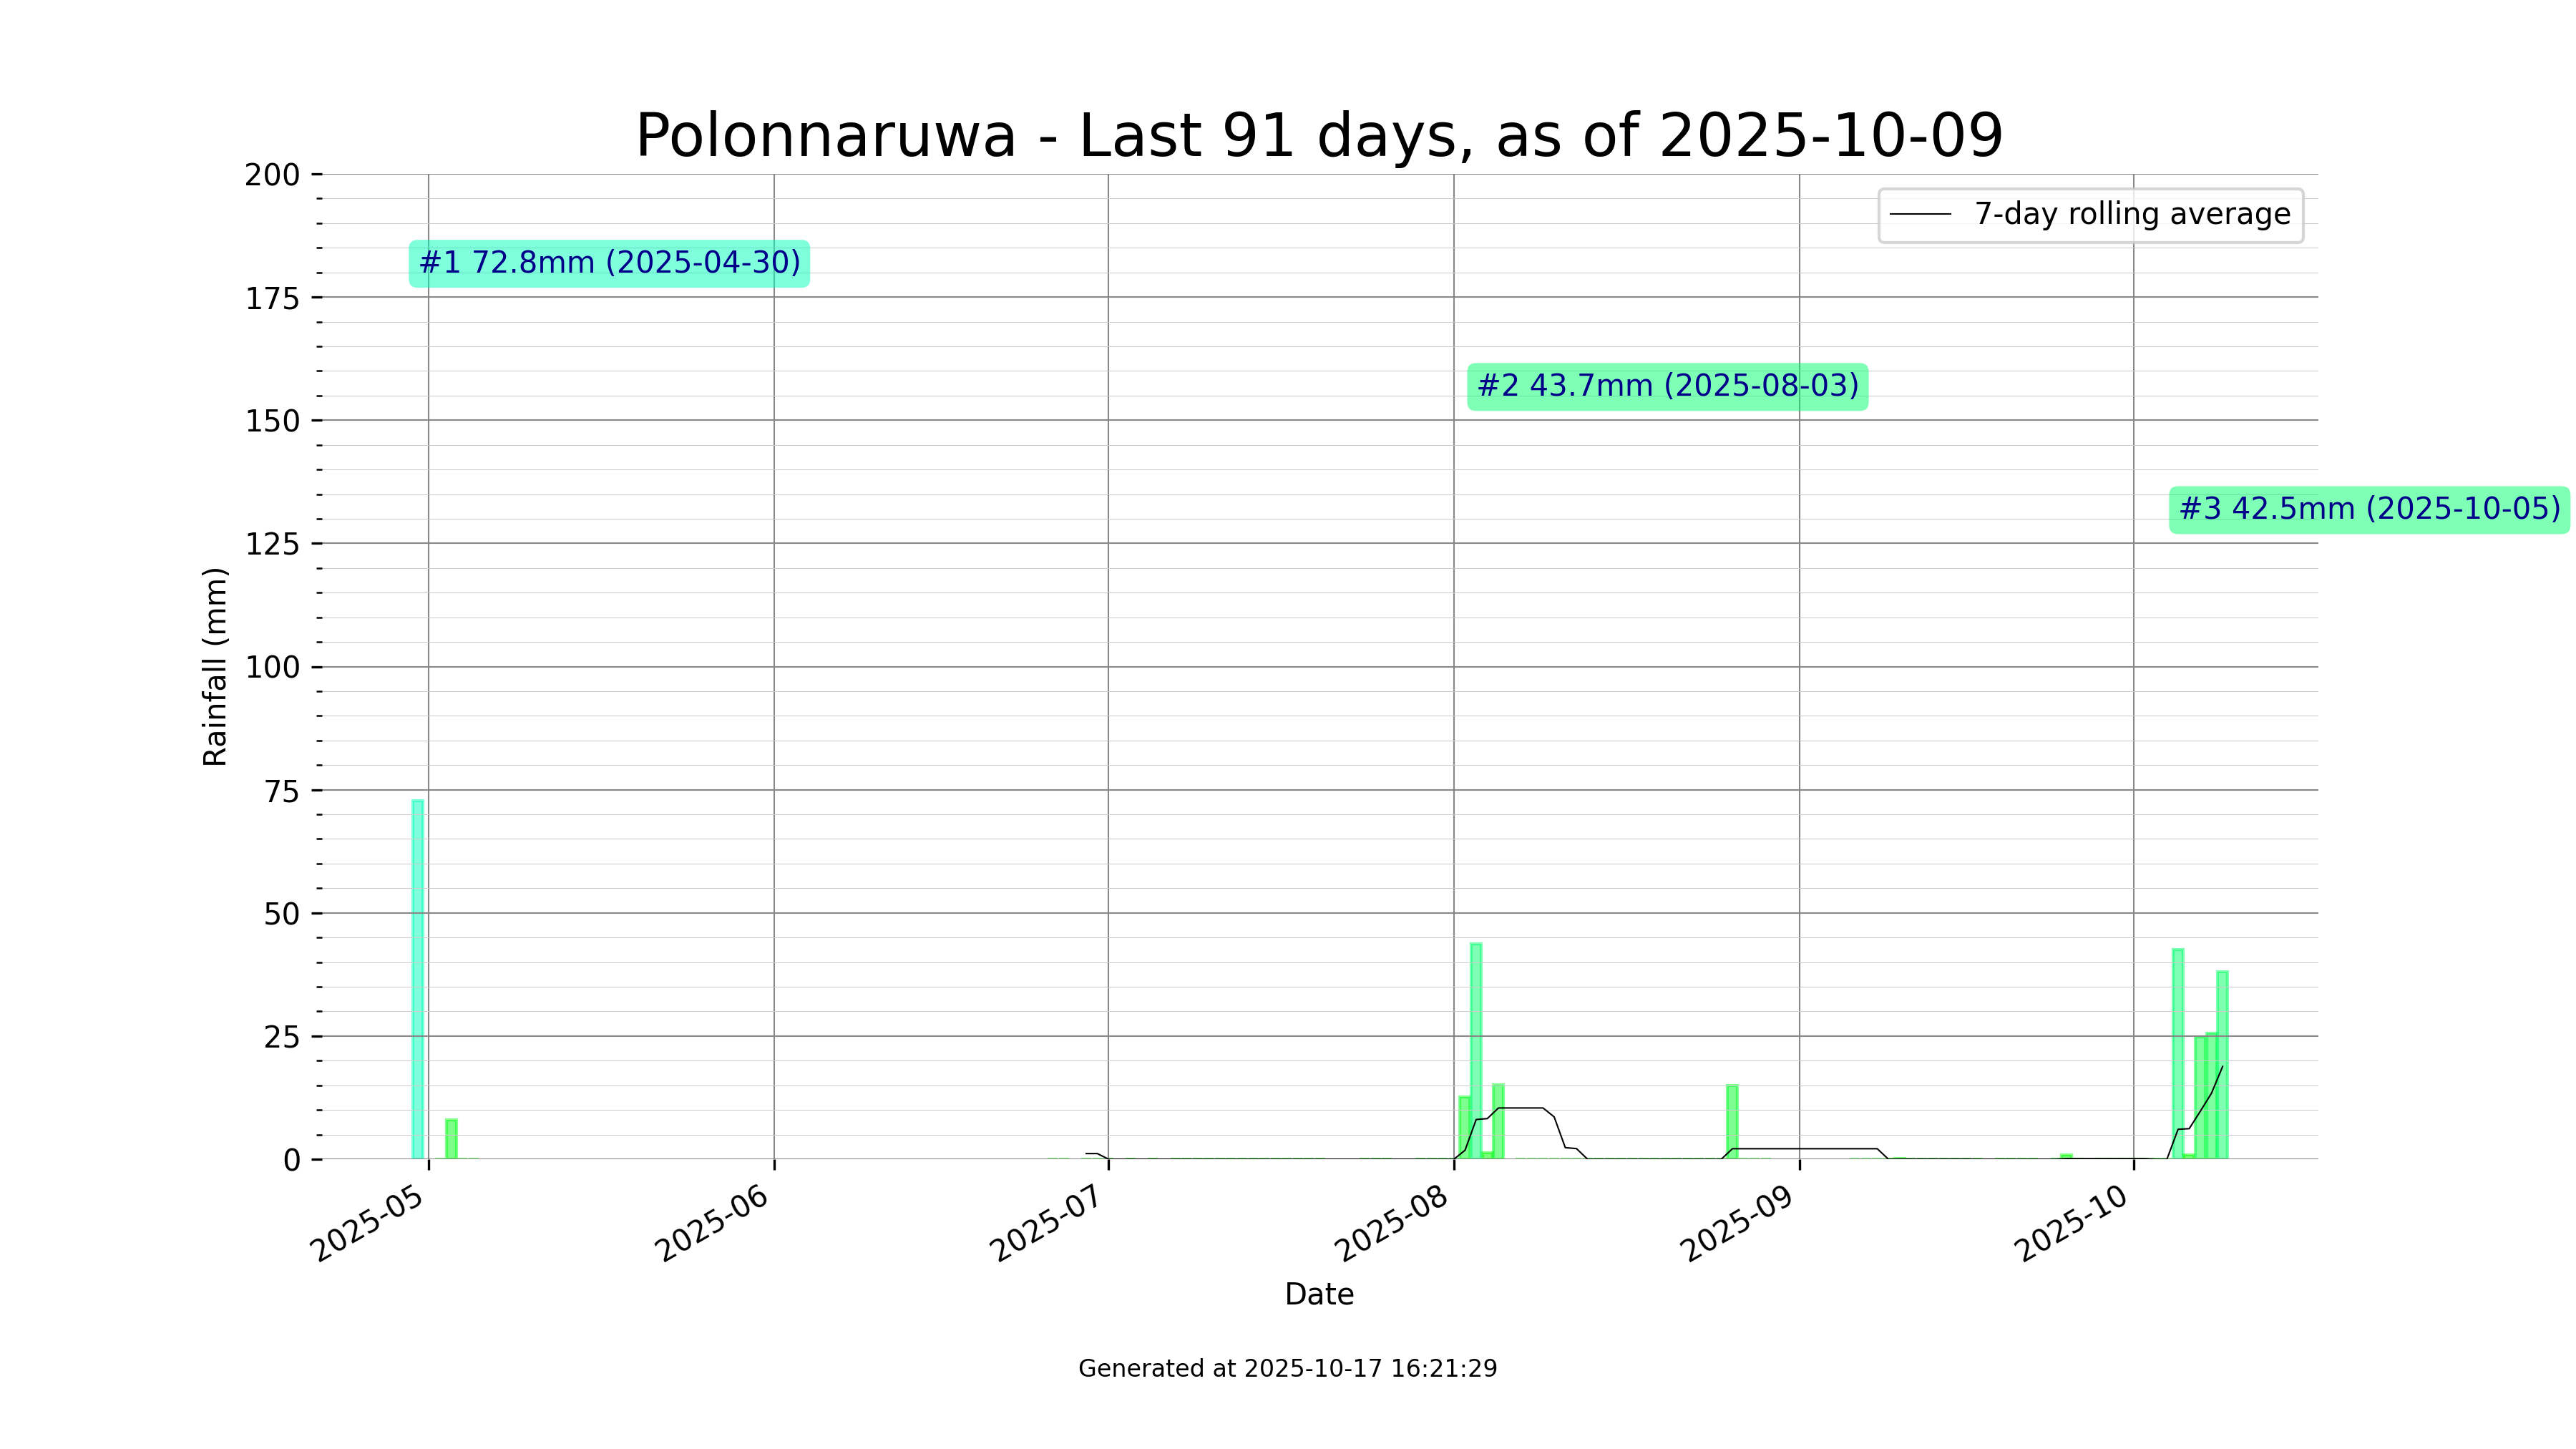 Polonnaruwa - Last 91 days, as of 2025-10-09
200
175
150
125
100
75
50
25
0
Rainfall (mm)
7-day rolling average
#1 72.8mm (2025-04-30)
#2 43.7mm (2025-08-03)
#3 42.5mm (2025-10-05)
2025-05
2025-06
2025-07
2025-08
2025-09
2025-10
Date
Generated at 2025-10-17 16:21:29